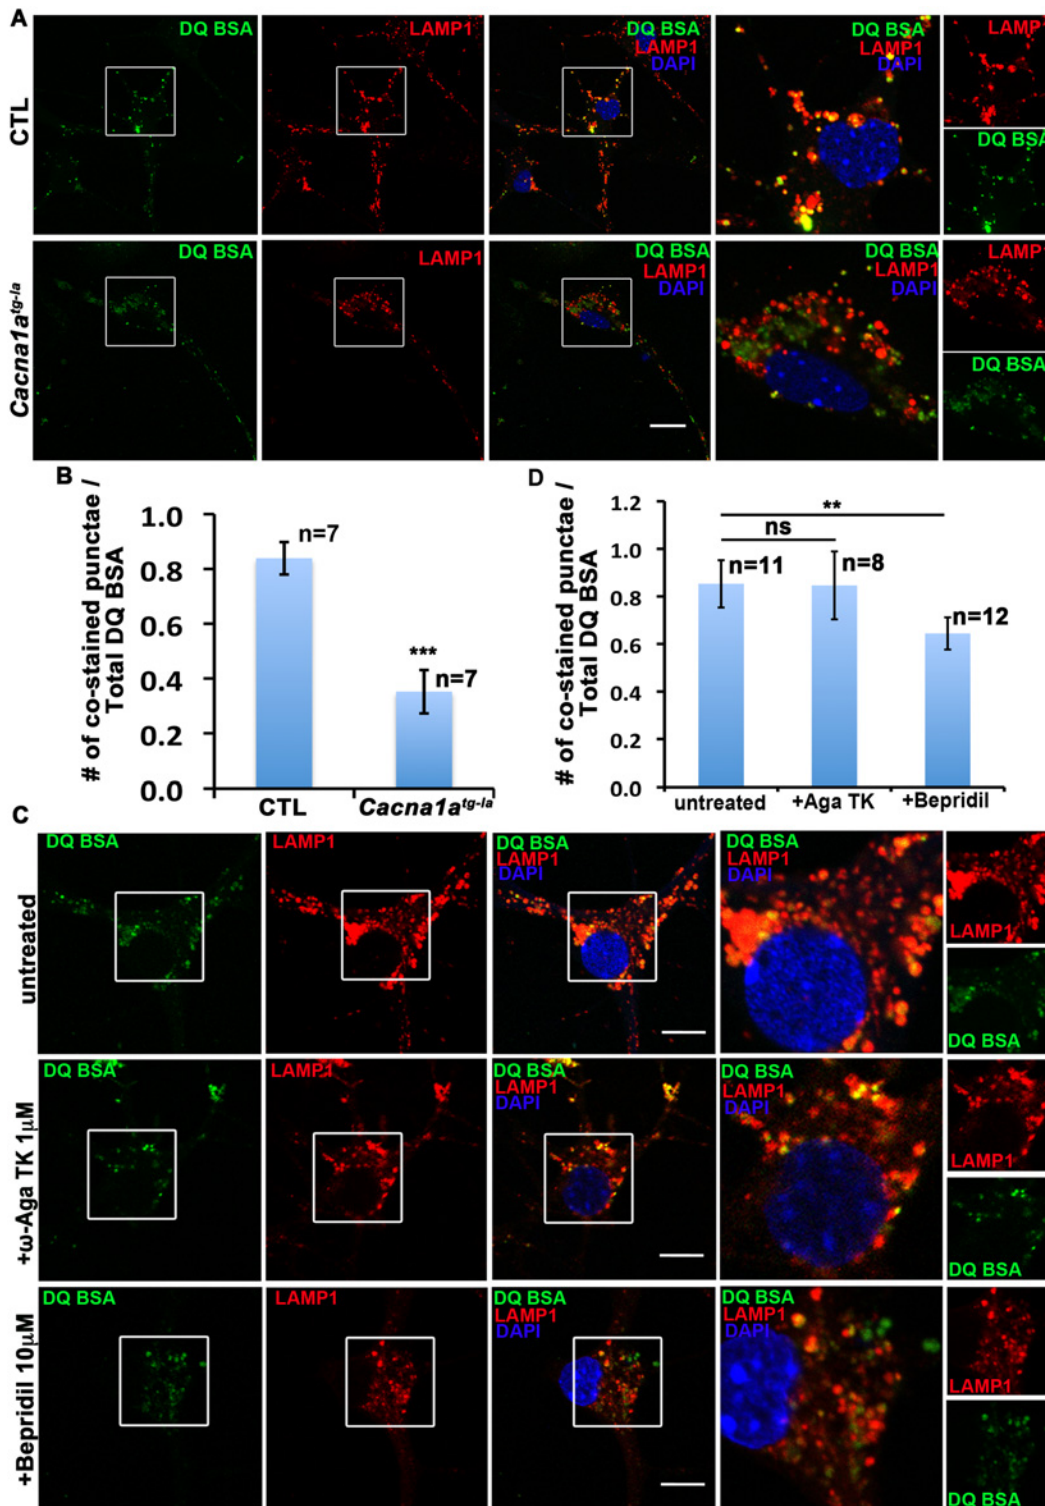 A
CTL
DQ BSA
LAMP1
DQ BSA
LAMP1
DAPI
DQ BSA
LAMP1
DAPI
LAMP1
DQ BSA
Cacna1a^tg-la
DQ BSA
LAMP1
DQ BSA
LAMP1
DAPI
DQ BSA
LAMP1
DAPI
LAMP1
DQ BSA
B
# of co-stained punctae /
Total DQ BSA
1.0
0.8
0.6
0.4
0.2
0.0
n=7
***
n=7
CTL
Cacna1a^tg-la
D
# of co-stained punctae /
Total DQ BSA
1.2
1.0
0.8
0.6
0.4
0.2
0.0
**
ns
n=11
n=8
n=12
untreated
+Aga TK
+Bepridil
C
untreated
DQ BSA
LAMP1
DQ BSA
LAMP1
DAPI
DQ BSA
LAMP1
DAPI
LAMP1
DQ BSA
+ω-Aga TK 1μM
DQ BSA
LAMP1
DQ BSA
LAMP1
DAPI
DQ BSA
LAMP1
DAPI
LAMP1
DQ BSA
+Bepridil 10μM
DQ BSA
LAMP1
DQ BSA
LAMP1
DAPI
DQ BSA
LAMP1
DAPI
LAMP1
DQ BSA